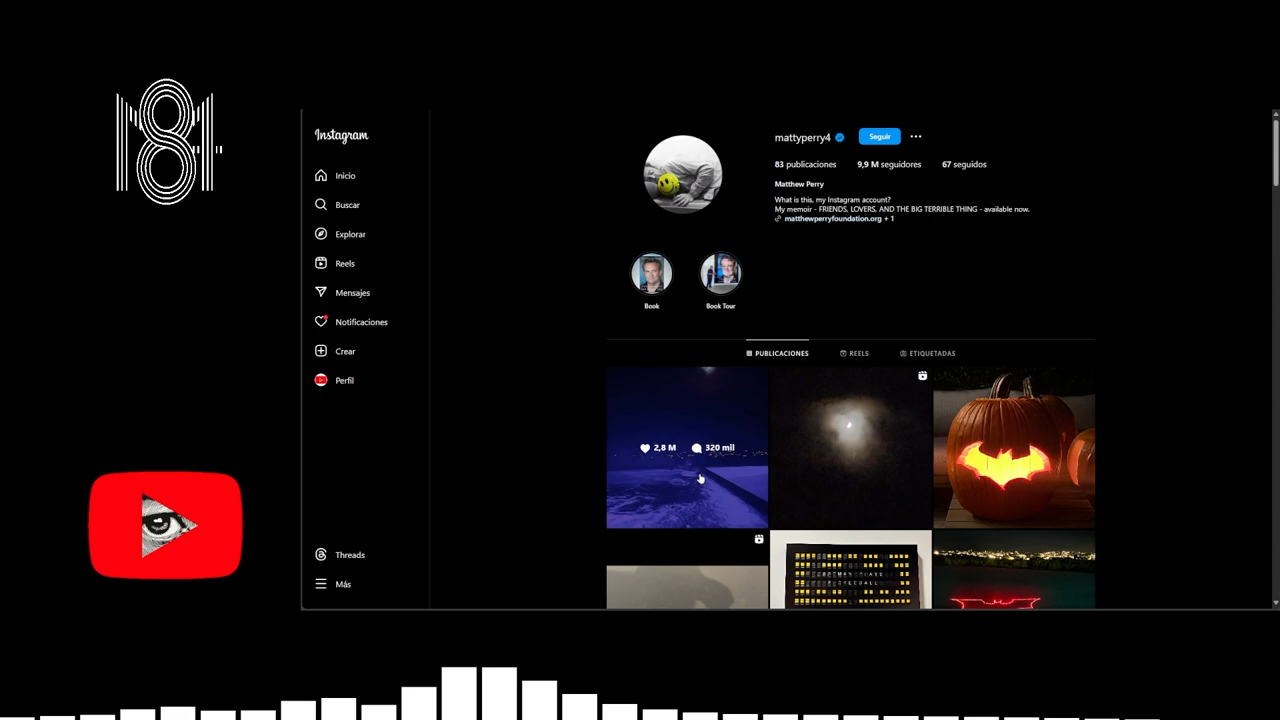 Instagram
Inicio
Buscar
Explorar
Reels
Mensajes
Notificaciones
Crear
Perfil
Threads
Más
mattyperry4 Seguir
83 publicaciones 9,9 M seguidores 67 seguidos
Matthew Perry
What is this, my Instagram account?
My memoir - FRIENDS, LOVERS, AND THE BIG TERRIBLE THING - available now.
matthewperryfoundation.org + 1
Book Book Tour
PUBLICACIONES REELS ETIQUETADAS
2,8 M 320 mil